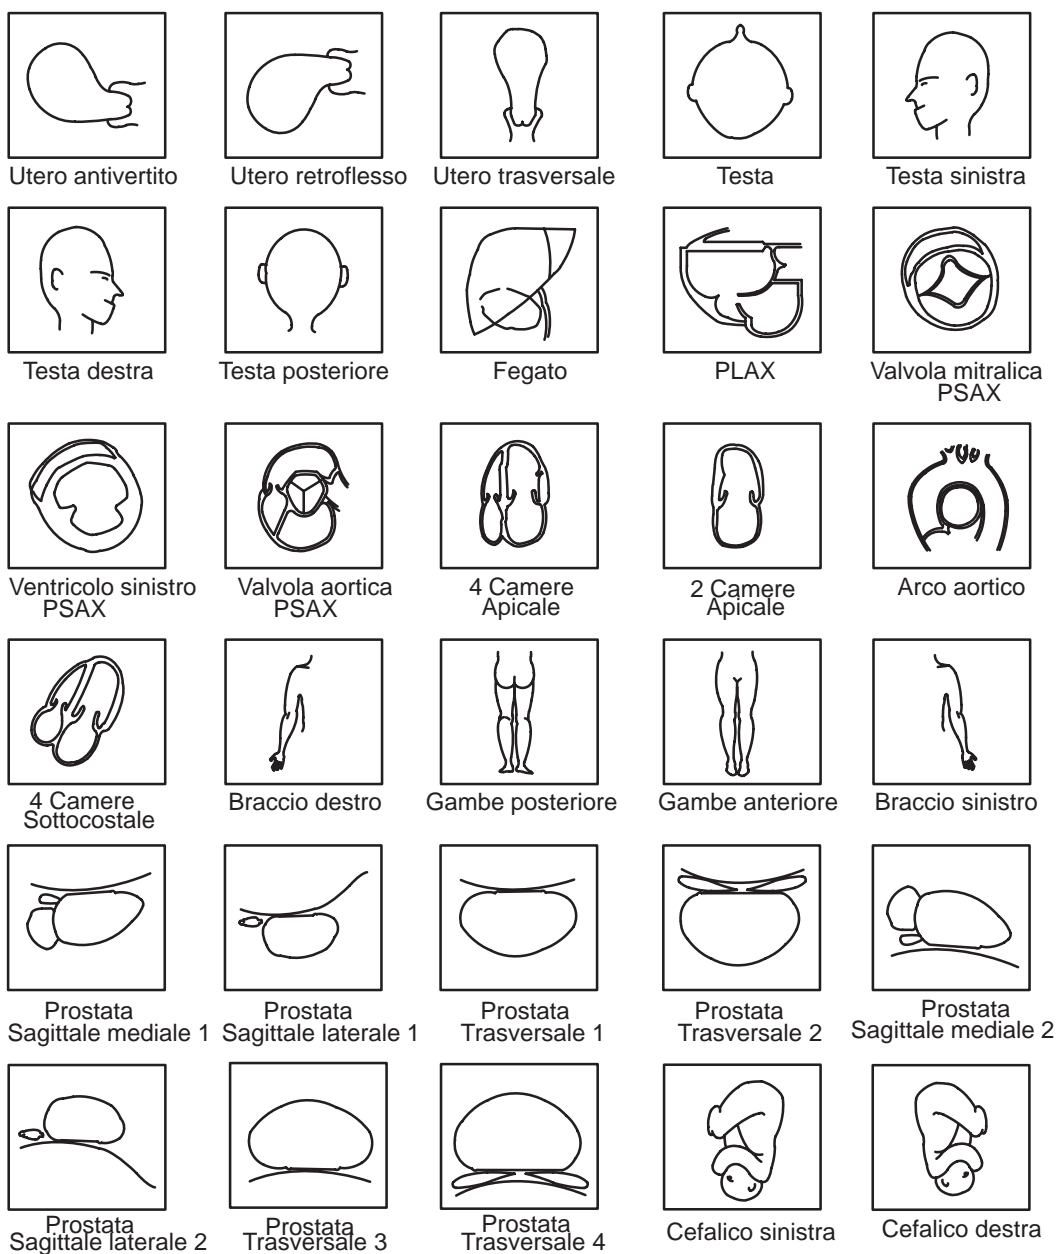 Utero antivertito
Utero retroflesso
Utero trasversale
Testa
Testa sinistra
Testa destra
Testa posteriore
Fegato
PLAX
Valvola mitralica
PSAX
Ventricolo sinistro
PSAX
Valvola aortica
PSAX
4 Camere
Apicale
2 Camere
Apicale
Arco aortico
4 Camere
Sottocostale
Braccio destro
Gambe posteriore
Gambe anteriore
Braccio sinistro
Prostata
Sagittale mediale 1
Prostata
Sagittale laterale 1
Prostata
Trasversale 1
Prostata
Trasversale 2
Prostata
Sagittale mediale 2
Prostata
Sagittale laterale 2
Prostata
Trasversale 3
Prostata
Trasversale 4
Cefalico sinistra
Cefalico destra